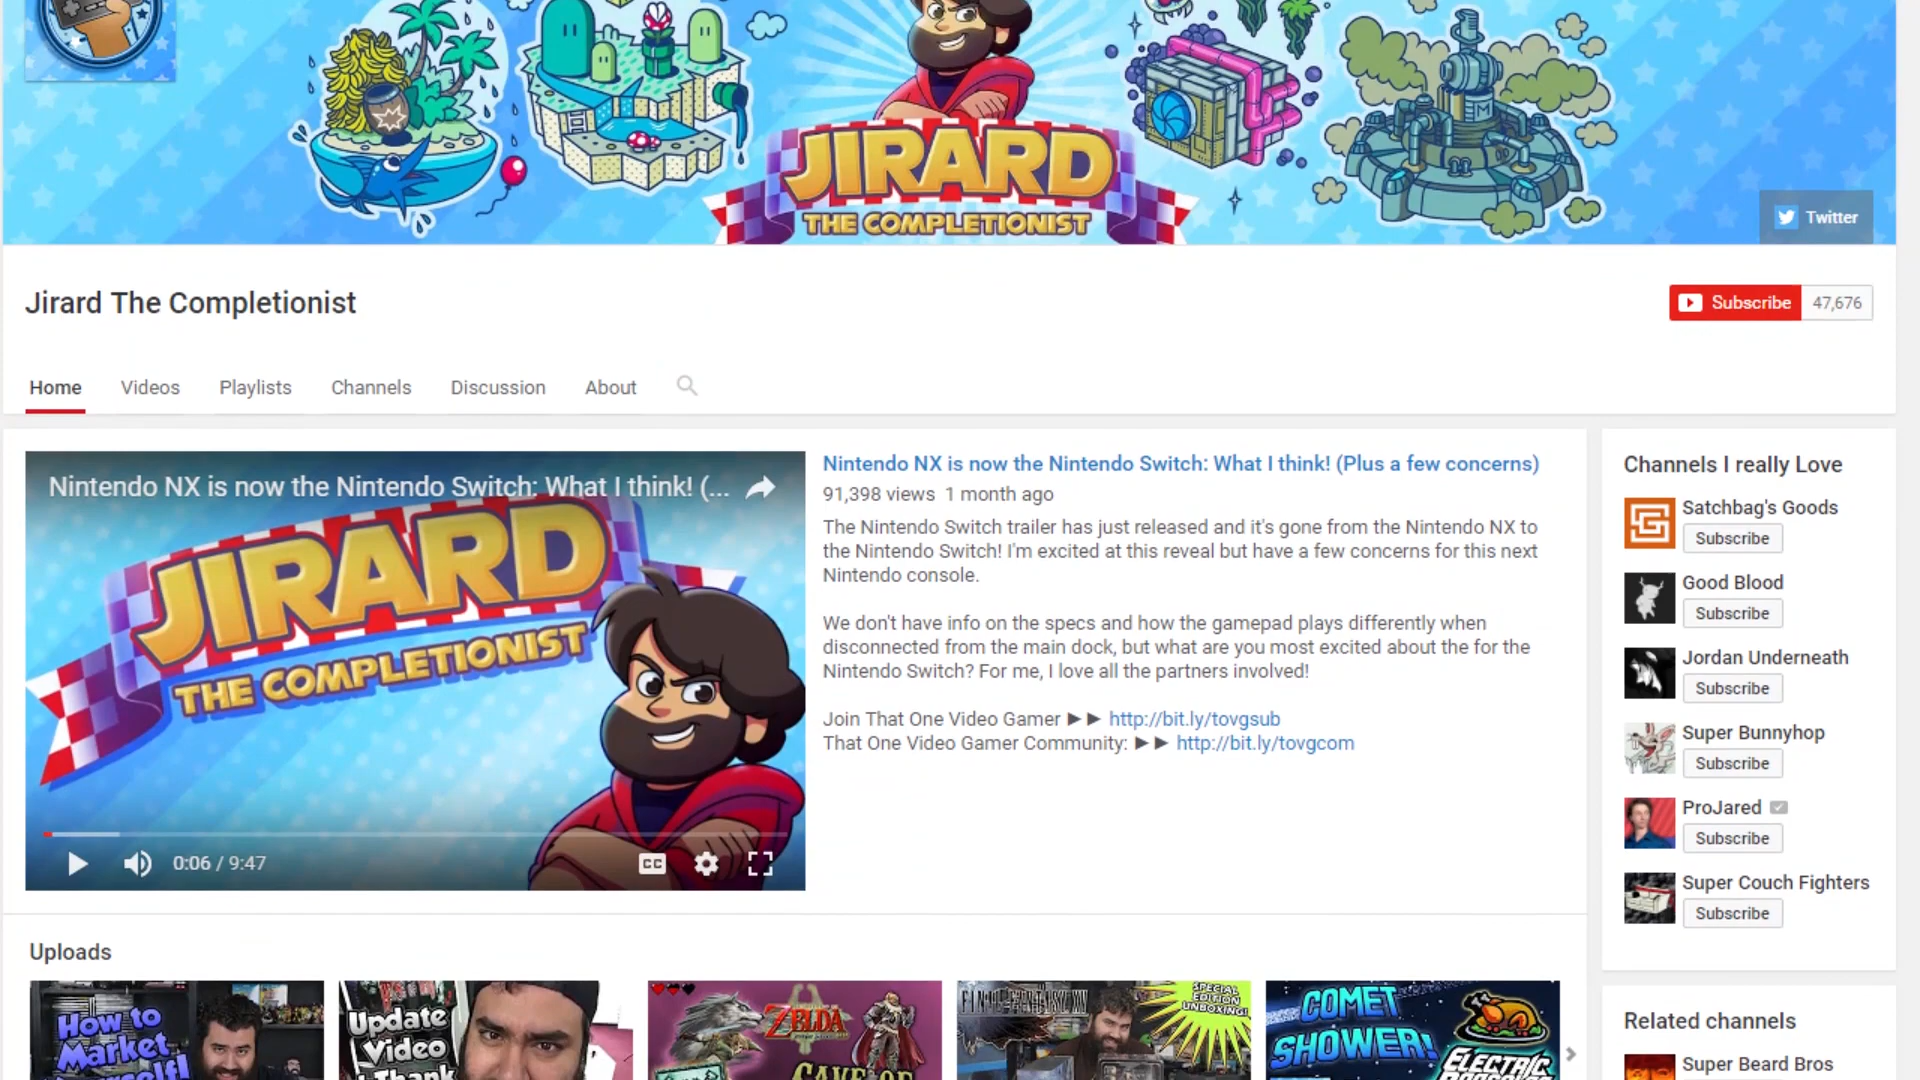 JIRARD
THE COMPLETIONIST
Twitter
Jirard The Completionist
Subscribe 47,676
Home Videos Playlists Channels Discussion About
Nintendo NX is now the Nintendo Switch: What I think! (...
JIRARD
THE COMPLETIONIST
0:06 / 9:47
CC
Nintendo NX is now the Nintendo Switch: What I think! (Plus a few concerns)
91,398 views 1 month ago
The Nintendo Switch trailer has just released and it's gone from the Nintendo NX to
the Nintendo Switch! I'm excited at this reveal but have a few concerns for this next
Nintendo console.
We don't have info on the specs and how the gamepad plays differently when
disconnected from the main dock, but what are you most excited about the for the
Nintendo Switch? For me, I love all the partners involved!
Join That One Video Gamer ►► http://bit.ly/tovgsub
That One Video Gamer Community: ►► http://bit.ly/tovgcom
Channels I really Love
Satchbag's Goods
Subscribe
Good Blood
Subscribe
Jordan Underneath
Subscribe
Super Bunnyhop
Subscribe
ProJared
Subscribe
Super Couch Fighters
Subscribe
Related channels
Super Beard Bros
Uploads
How to
Market
Update
Video
I Thank
ZELDA
CAVE OF
FINAL FANTASY XV
SPECIAL
EDITION
UNBOXING!
COMET
SHOWER!
ELECTRIC